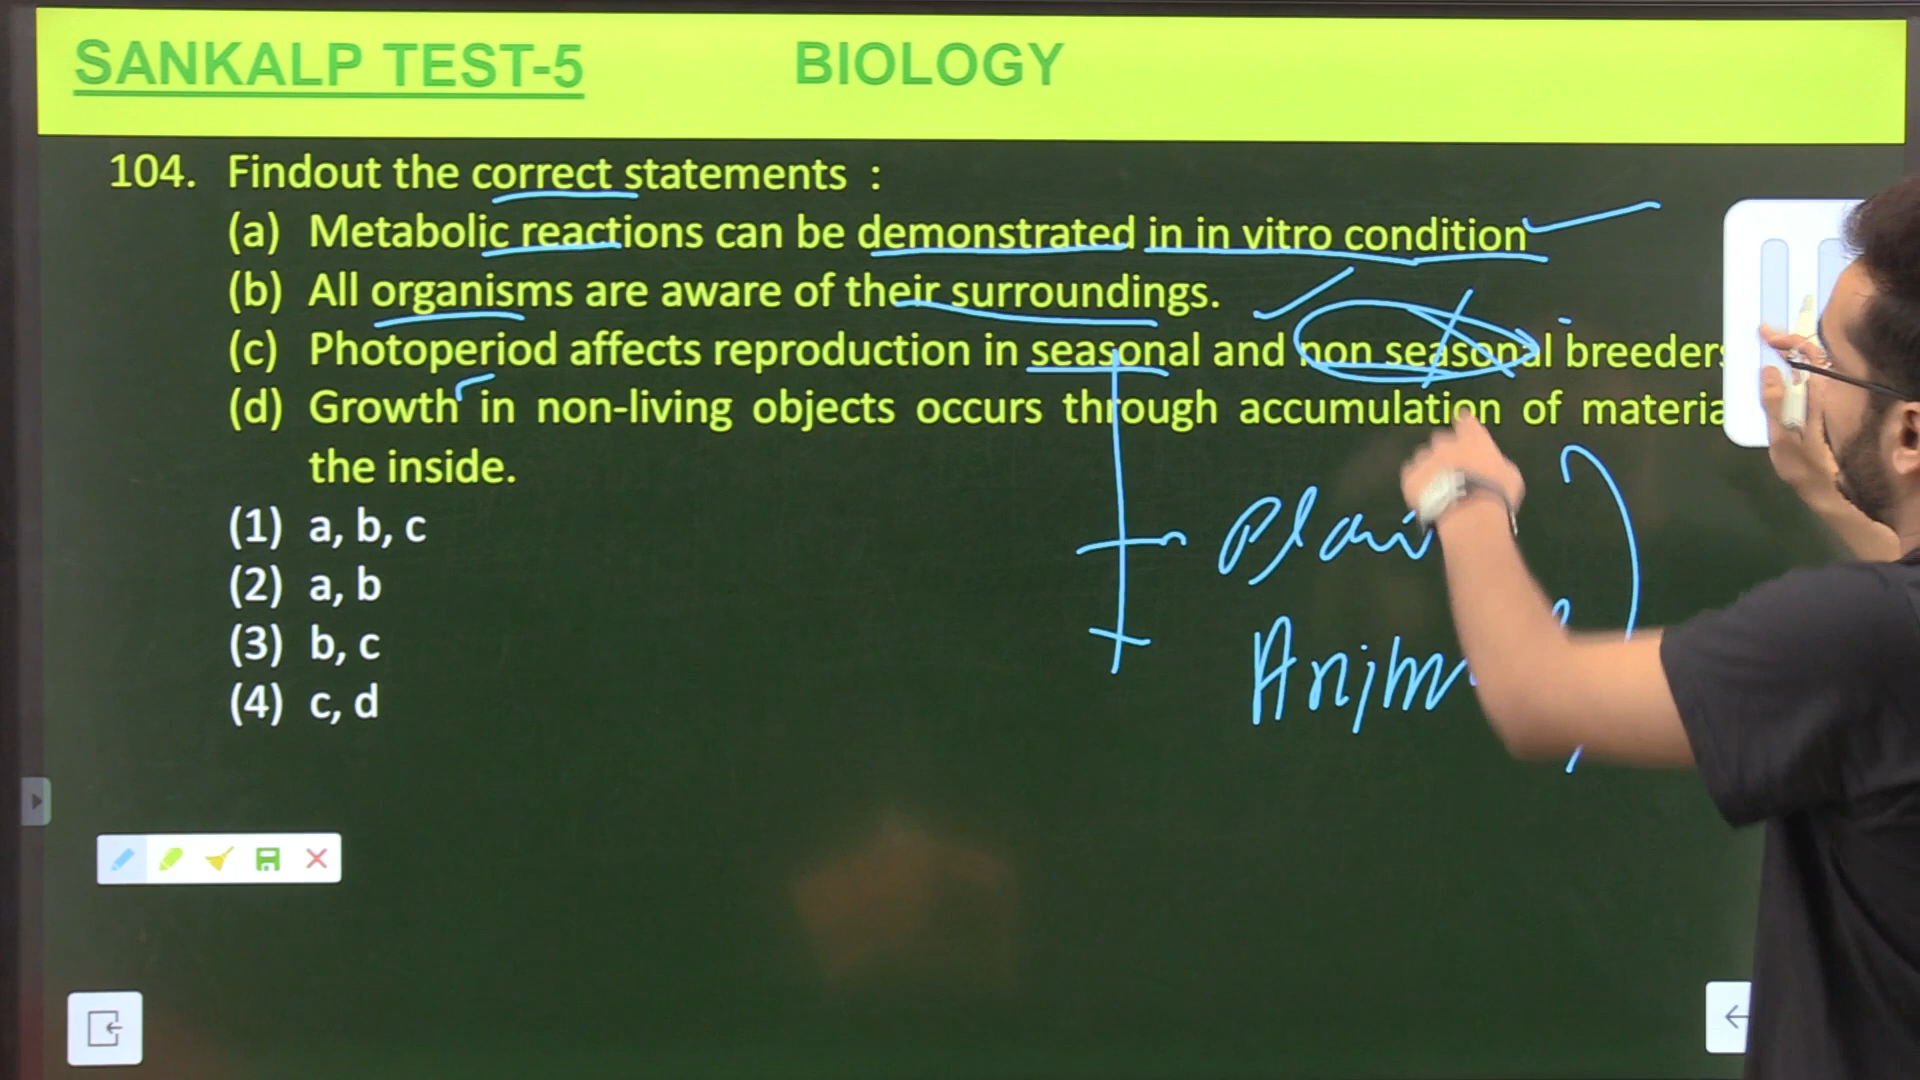 SANKALP TEST-5 BIOLOGY
104. Findout the correct statements :
(a) Metabolic reactions can be demonstrated in in vitro condition
(b) All organisms are aware of their surroundings.
(c) Photoperiod affects reproduction in seasonal and non seasonal breeders
(d) Growth in non-living objects occurs through accumulation of
the inside.
(1) a, b, c
(2) a, b
(3) b, c
(4) c, d